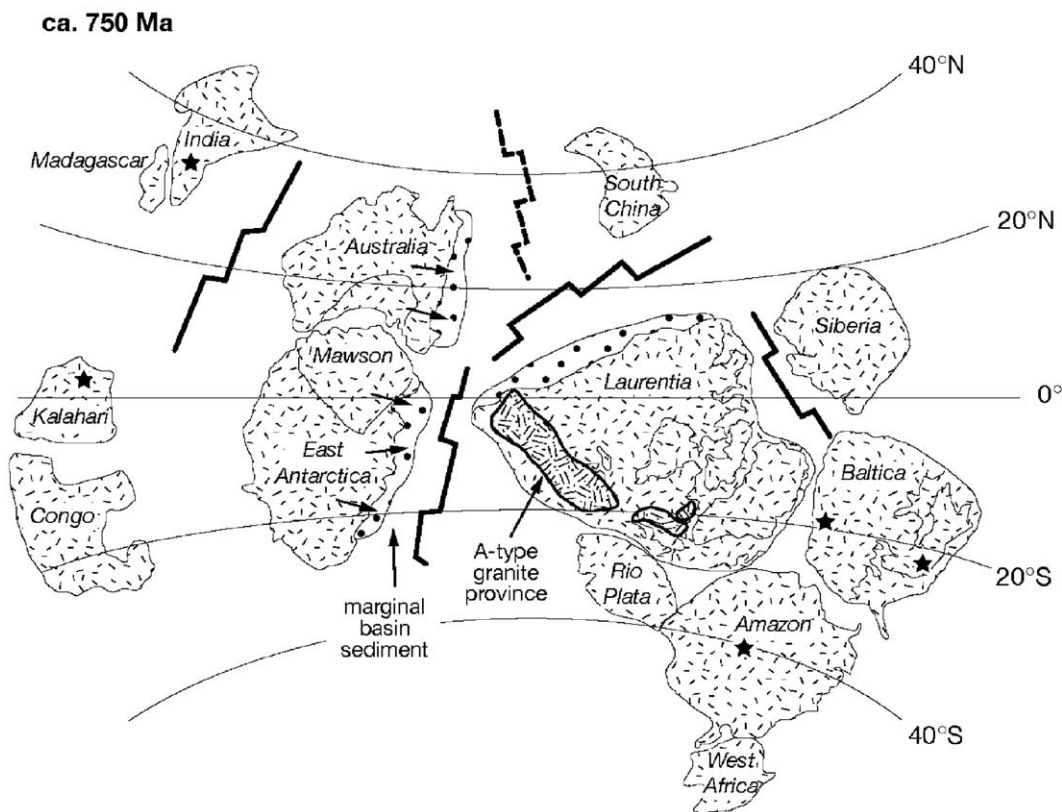 ca. 750 Ma
40°N
India
Madagascar
South
China
20°N
Australia
Siberia
Mawson
Laurentia
0°
Kalahari
East
Antarctica
Baltica
Congo
A-type
granite
province
Rio
Plata
20°S
marginal
basin
sediment
Amazon
40°S
West
Africa